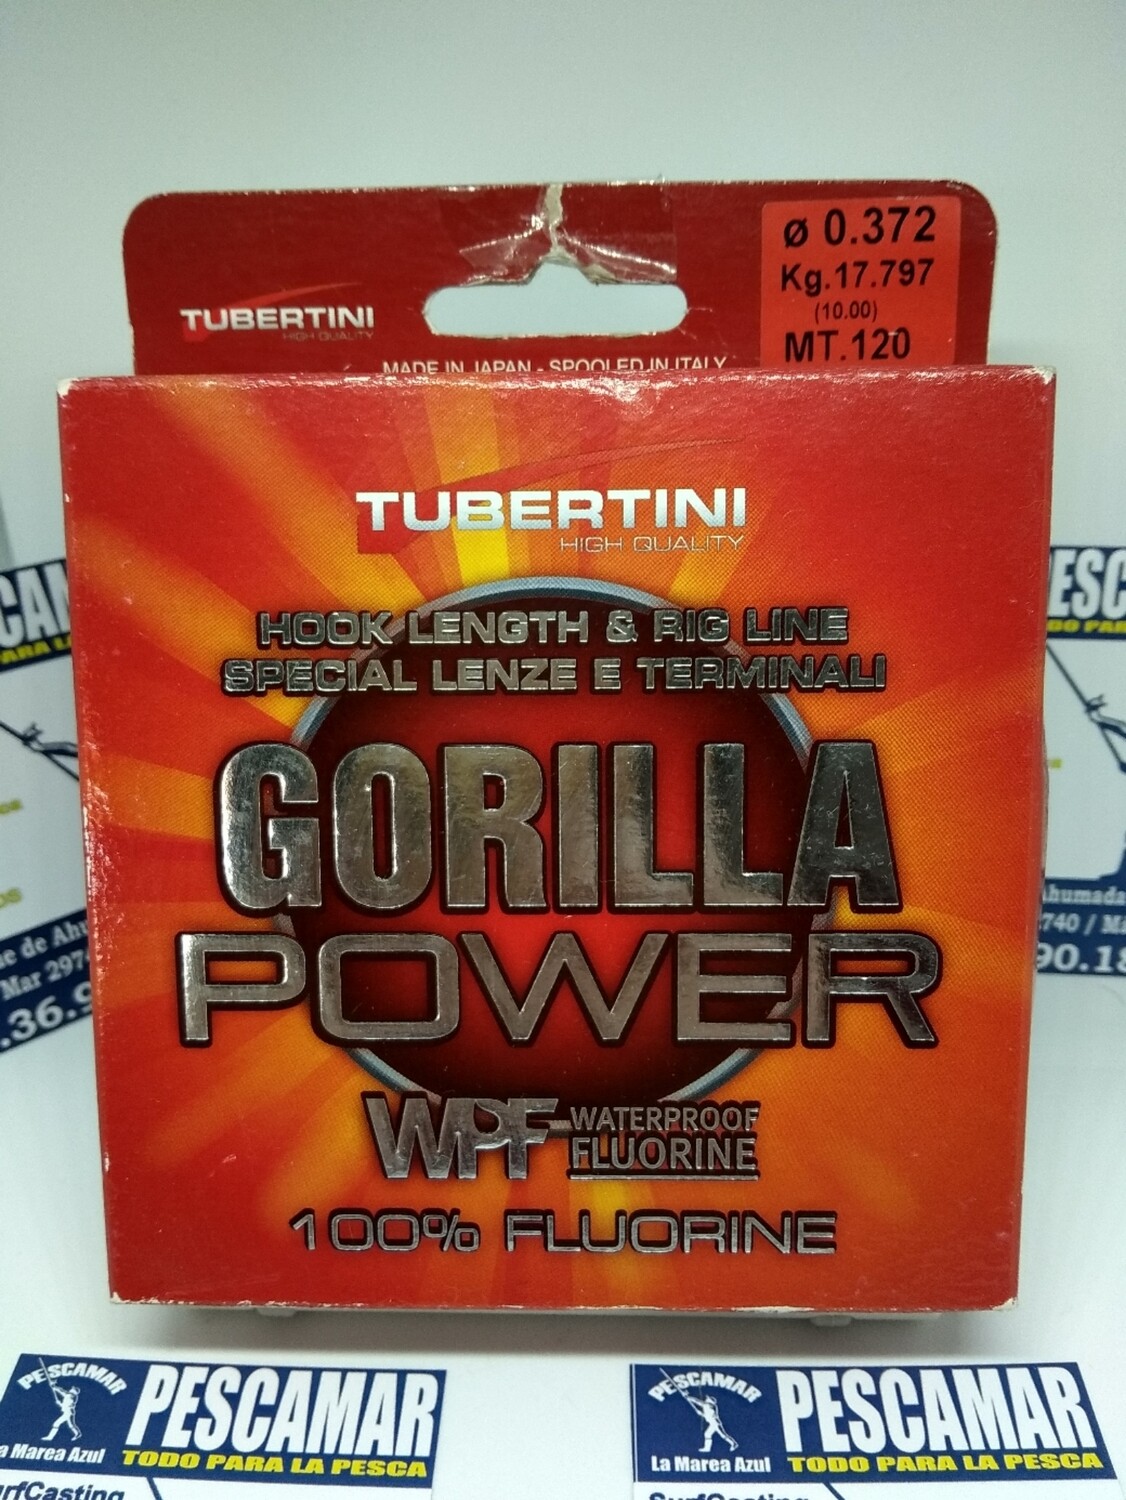 ø 0.372
Kg.17.797
(10.00)
MT.120
TUBERTINI
HIGH QUALITY
MADE IN JAPAN - SPOOLED IN ITALY
TUBERTINI
HIGH QUALITY
HOOK LENGTH & RIG LINE
SPECIAL LENZE E TERMINALI
GORILLA
POWER
WPF WATERPROOF
FLUORINE
100% FLUORINE
PESCAMAR
La Marea Azul
PESCAMAR
TODO PARA LA PESCA
PESCAMAR
La Marea Azul
PESCAMAR
TODO PARA LA PESCA
SurfCasting